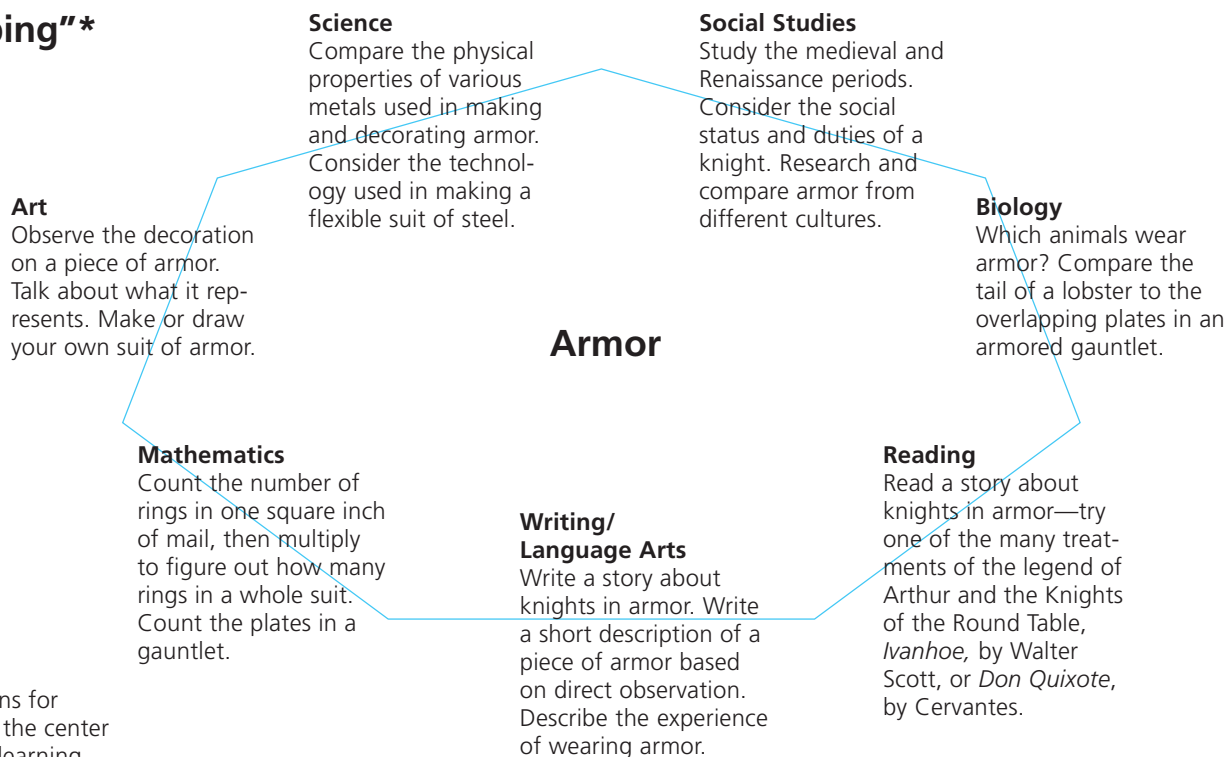 ping"*
Science
Compare the physical
properties of various
metals used in making
and decorating armor.
Consider the technol-
ogy used in making a
flexible suit of steel.
Social Studies
Study the medieval and
Renaissance periods.
Consider the social
status and duties of a
knight. Research and
compare armor from
different cultures.
Art
Observe the decoration
on a piece of armor.
Talk about what it rep-
resents. Make or draw
your own suit of armor.
Biology
Which animals wear
armor? Compare the
tail of a lobster to the
overlapping plates in an
armored gauntlet.
Armor
Mathematics
Count the number of
rings in one square inch
of mail, then multiply
to figure out how many
rings in a whole suit.
Count the plates in a
gauntlet.
Writing/
Language Arts
Write a story about
knights in armor. Write
a short description of a
piece of armor based
on direct observation.
Describe the experience
of wearing armor.
Reading
Read a story about
knights in armor—try
one of the many treat-
ments of the legend of
Arthur and the Knights
of the Round Table,
Ivanhoe, by Walter
Scott, or Don Quixote,
by Cervantes.
ns for
the center
learning